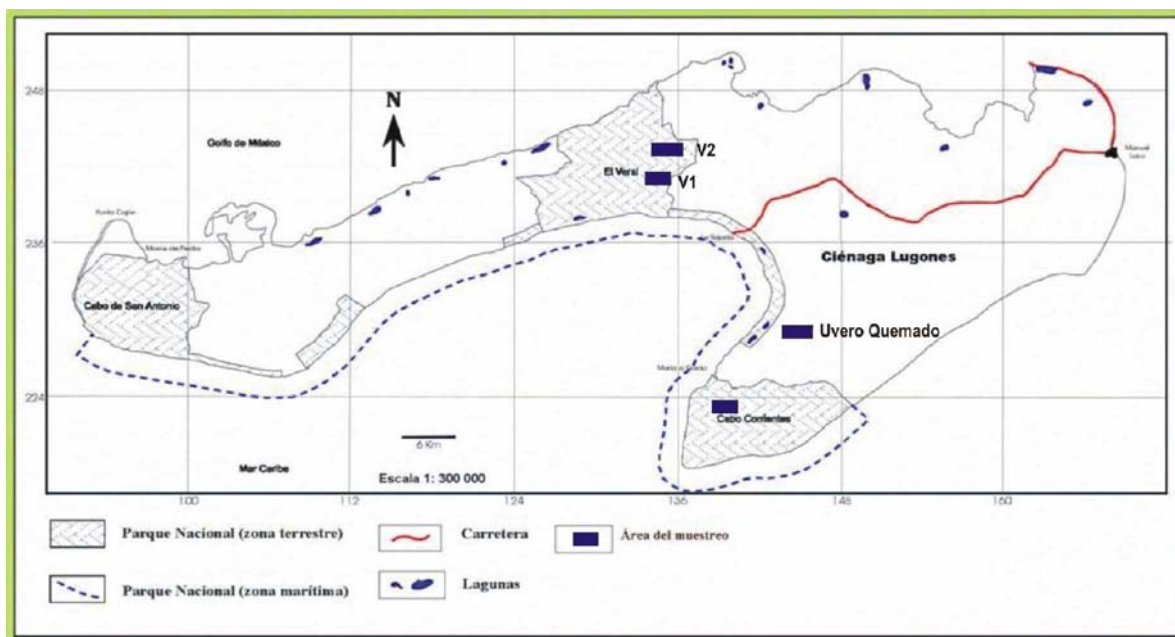 248
236
224
100
112
124
136
148
160
N
Golfo de México
El Veral
V2
V1
Ciénaga Lugones
Cabo de San Antonio
Uvero Quemado
Cabo Corrientes
6 Km
Mar Caribe
Escala 1: 300 000
Parque Nacional (zona terrestre)
Carretera
Área del muestreo
Parque Nacional (zona marítima)
Lagunas